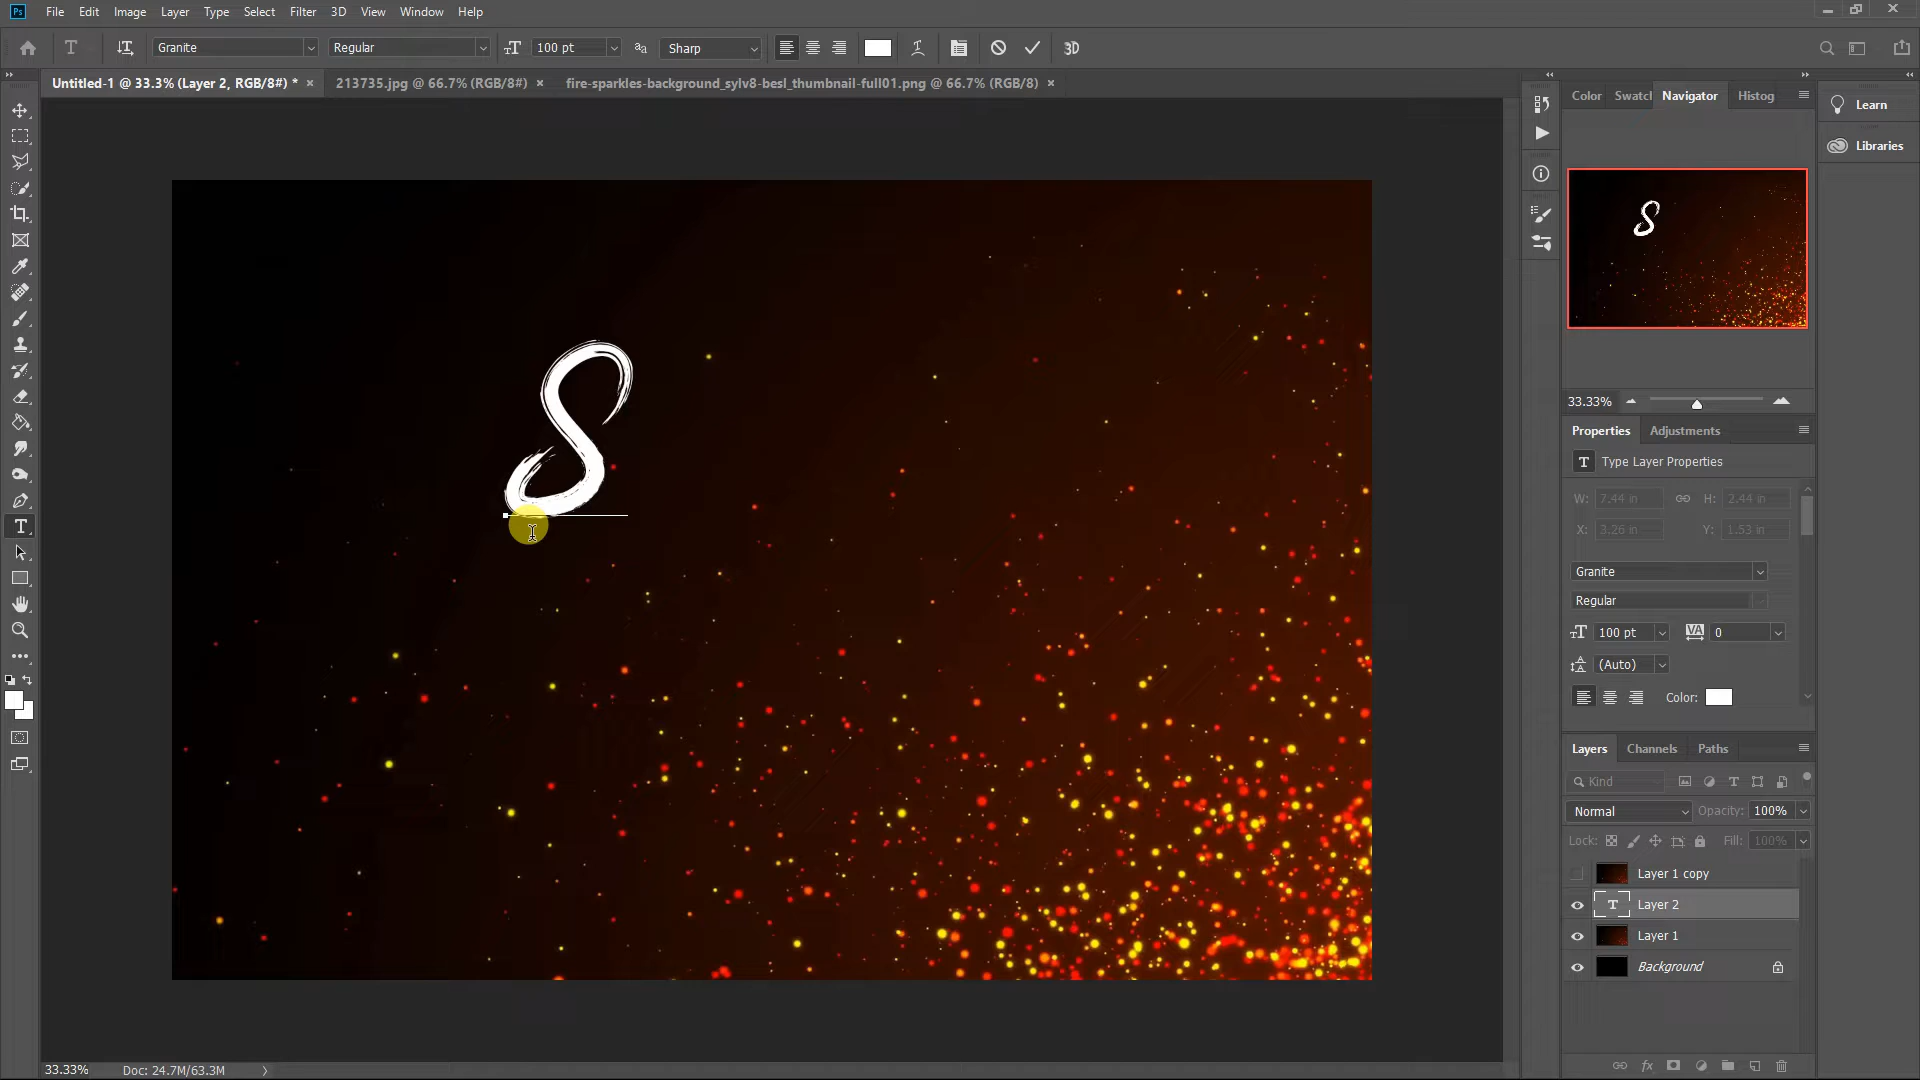 Ps File Edit Image Layer Type Select Filter 3D View Window Help
T Granite Regular 100 pt Sharp 3D
Untitled-1 @ 33.3% (Layer 2, RGB/8#) * × 213735.jpg @ 66.7% (RGB/8#) × fire-sparkles-background_sylv8-besl_thumbnail-full01.png @ 66.7% (RGB/8) ×
Color Swatcl Navigator Histog
Learn
Libraries
S
33.33%
Properties Adjustments
T Type Layer Properties
W: 7.44 in H: 2.44 in
X: 3.26 in Y: 1.53 in
Granite
Regular
100 pt VA 0
(Auto)
Color:
Layers Channels Paths
Kind
Normal Opacity: 100%
Lock: Fill: 100%
Layer 1 copy
T Layer 2
Layer 1
Background
fx
33.33% Doc: 24.7M/63.3M